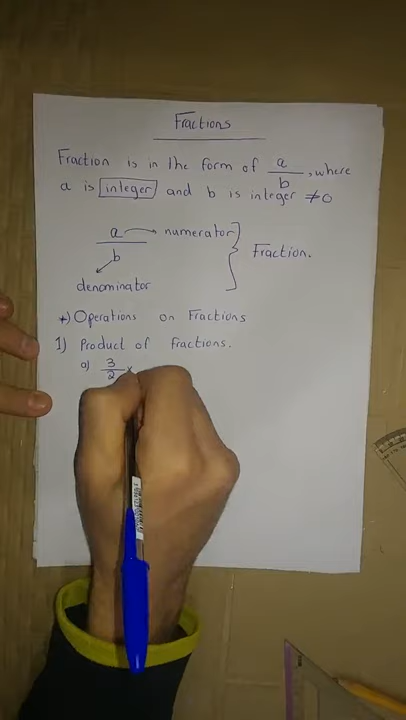 Fractions
Fraction is in the form of a/b, where
a is integer and b is integer ≠0
a → numerator
b
Fraction.
denominator
*) Operations on Fractions
1) Product of fractions.
a) 3/2 ×